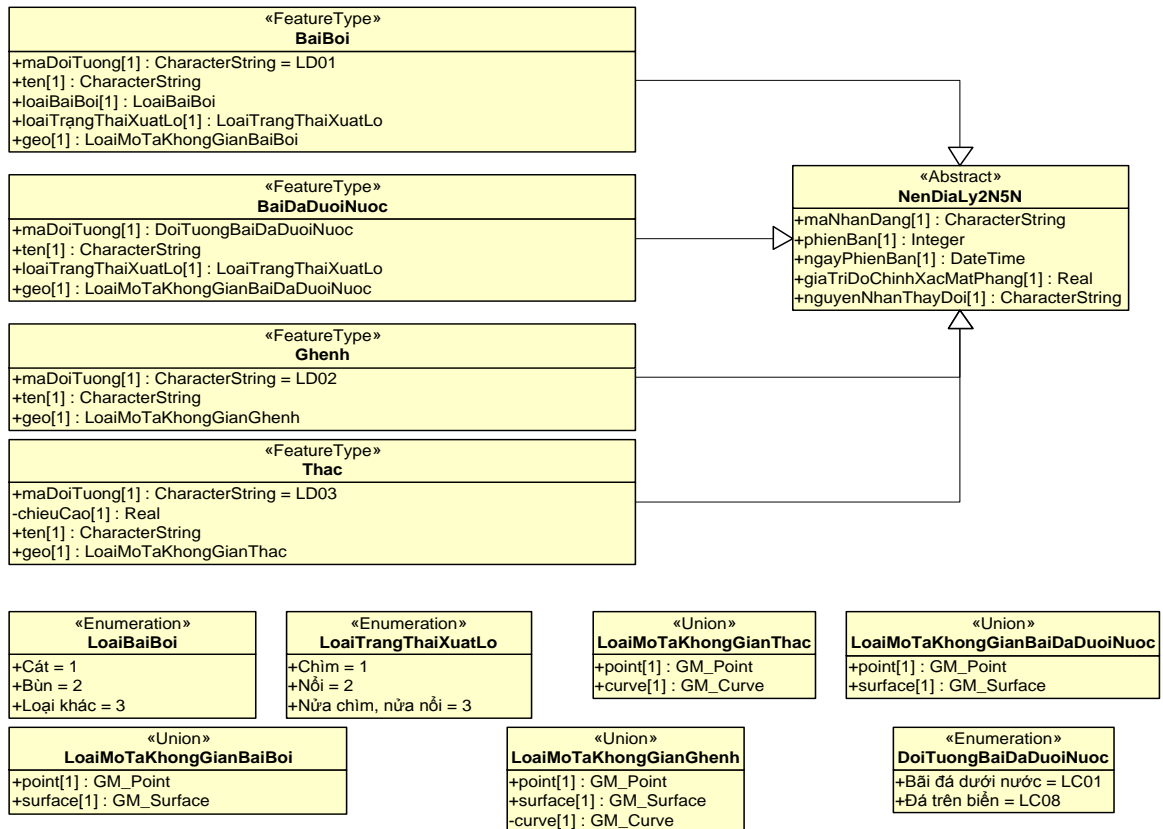 «FeatureType»
BaiBoi
+maDoiTuong[1] : CharacterString = LD01
+ten[1] : CharacterString
+loaiBaiBoi[1] : LoaiBaiBoi
+loaiTrạngThaiXuatLo[1] : LoaiTrangThaiXuatLo
+geo[1] : LoaiMoTaKhongGianBaiBoi
«FeatureType»
BaiDaDuoiNuoc
+maDoiTuong[1] : DoiTuongBaiDaDuoiNuoc
+ten[1] : CharacterString
+loaiTrangThaiXuatLo[1] : LoaiTrangThaiXuatLo
+geo[1] : LoaiMoTaKhongGianBaiDaDuoiNuoc
«Abstract»
NenDiaLy2N5N
+maNhanDang[1] : CharacterString
+phienBan[1] : Integer
+ngayPhienBan[1] : DateTime
+giaTriDoChinhXacMatPhang[1] : Real
+nguyenNhanThayDoi[1] : CharacterString
«FeatureType»
Ghenh
+maDoiTuong[1] : CharacterString = LD02
+ten[1] : CharacterString
+geo[1] : LoaiMoTaKhongGianGhenh
«FeatureType»
Thac
+maDoiTuong[1] : CharacterString = LD03
-chieuCao[1] : Real
+ten[1] : CharacterString
+geo[1] : LoaiMoTaKhongGianThac
«Enumeration»
LoaiBaiBoi
+Cát = 1
+Bùn = 2
+Loại khác = 3
«Enumeration»
LoaiTrangThaiXuatLo
+Chìm = 1
+Nổi = 2
+Nửa chìm, nửa nổi = 3
«Union»
LoaiMoTaKhongGianThac
+point[1] : GM_Point
+curve[1] : GM_Curve
«Union»
LoaiMoTaKhongGianBaiDaDuoiNuoc
+point[1] : GM_Point
+surface[1] : GM_Surface
«Union»
LoaiMoTaKhongGianBaiBoi
+point[1] : GM_Point
+surface[1] : GM_Surface
«Union»
LoaiMoTaKhongGianGhenh
+point[1] : GM_Point
+surface[1] : GM_Surface
-curve[1] : GM_Curve
«Enumeration»
DoiTuongBaiDaDuoiNuoc
+Bãi đá dưới nước = LC01
+Đá trên biển = LC08